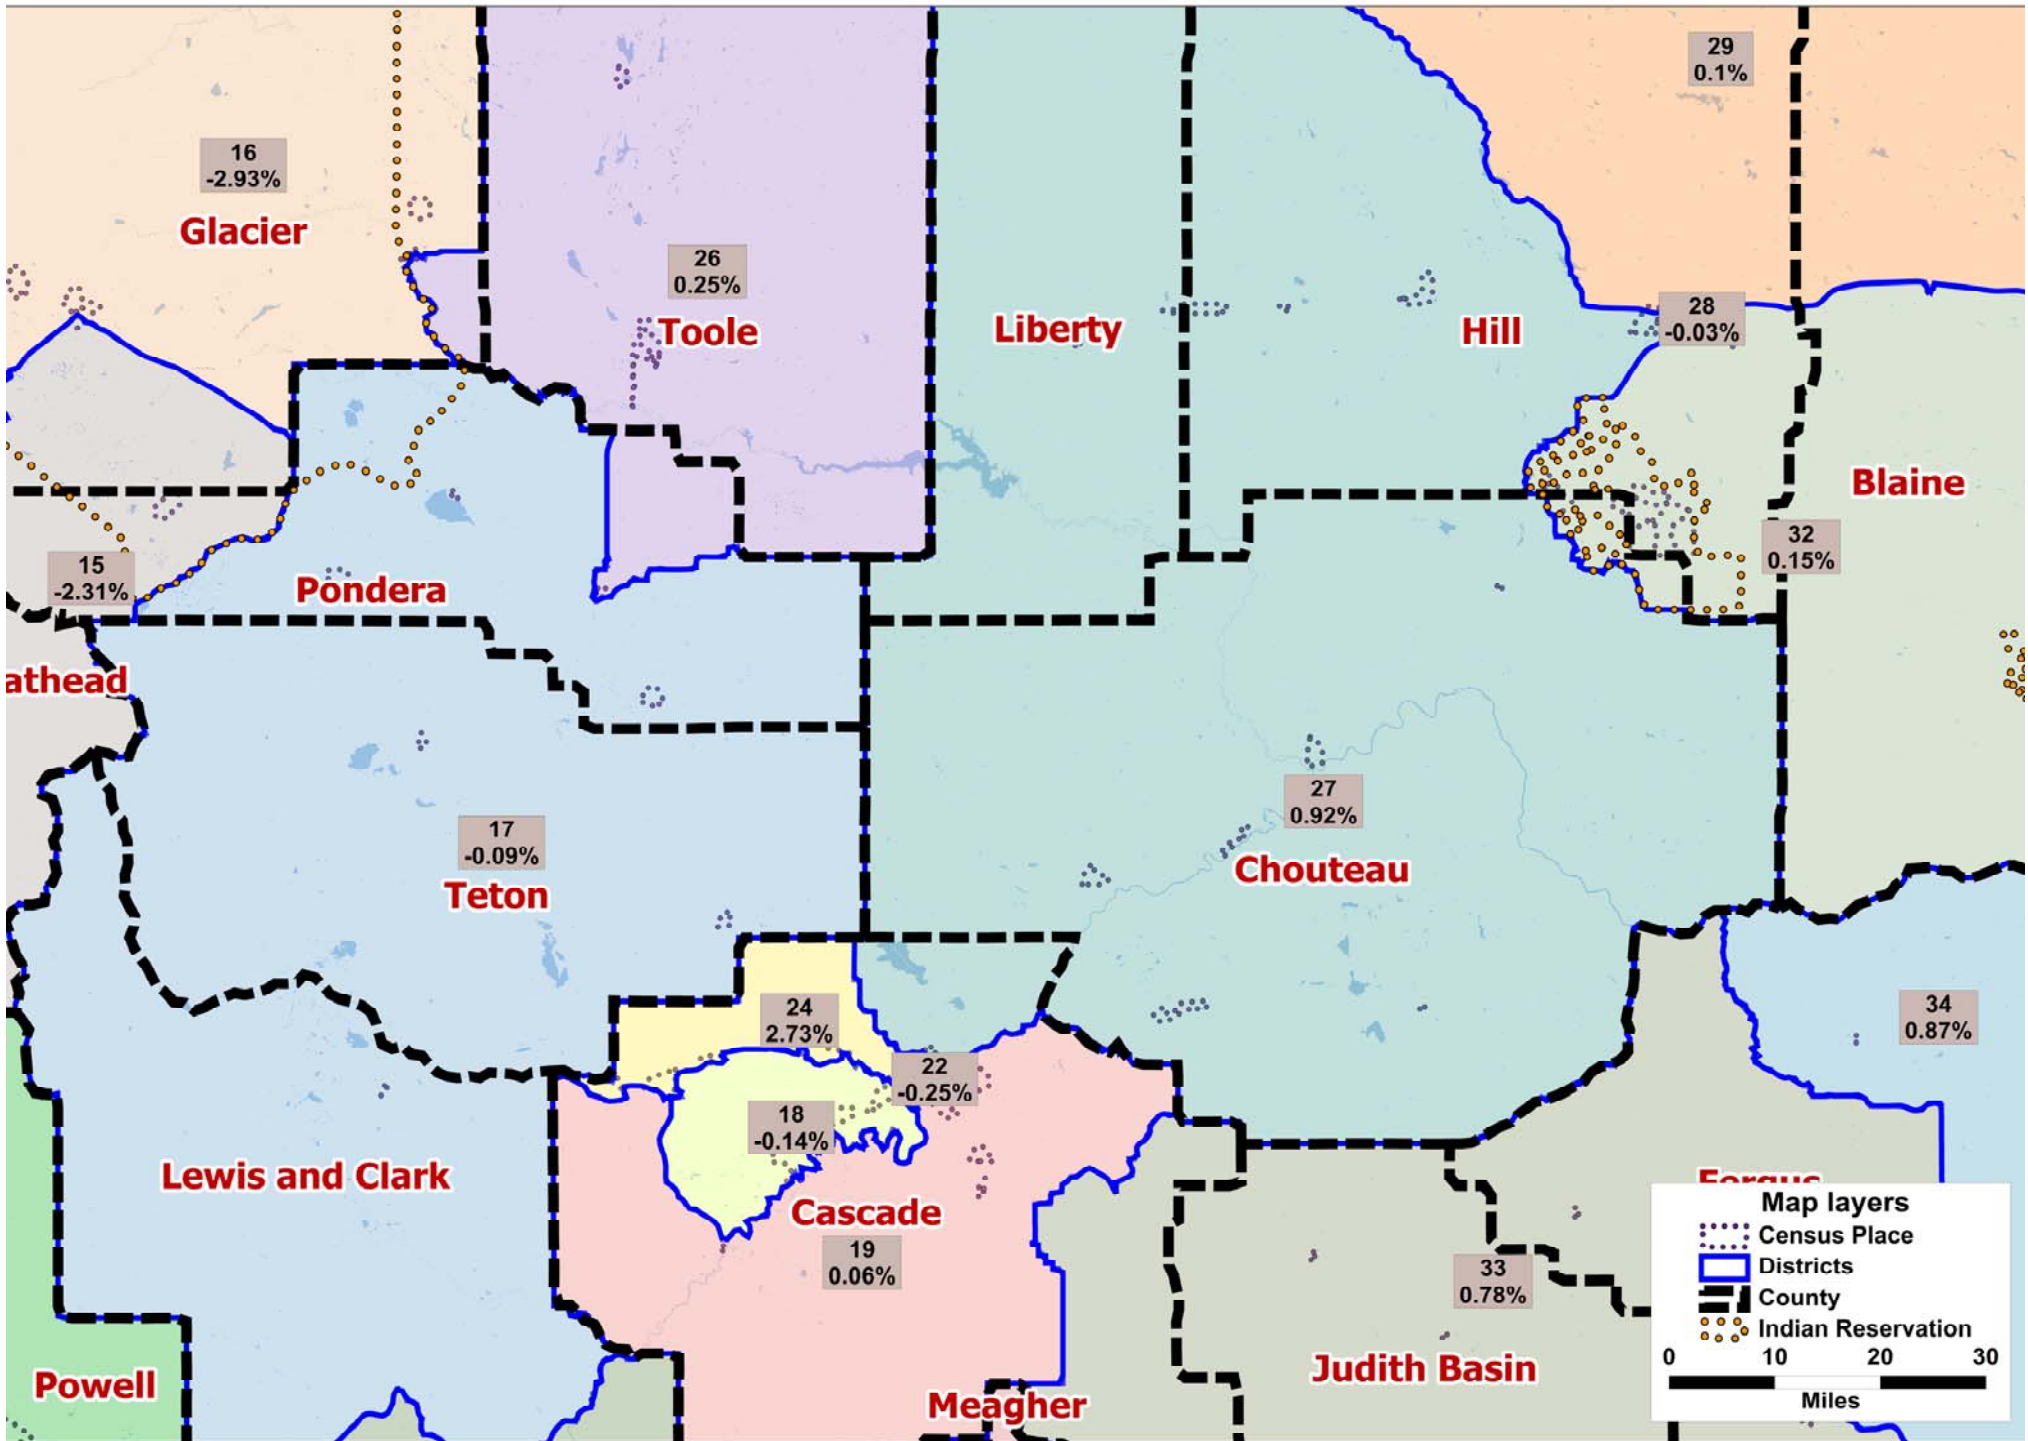 29
0.1%
16
-2.93%
Glacier
26
0.25%
Toole
Liberty
Hill
28
-0.03%
Blaine
32
0.15%
15
-2.31%
Pondera
athead
27
0.92%
Chouteau
17
-0.09%
Teton
24
2.73%
34
0.87%
22
-0.25%
18
-0.14%
Lewis and Clark
Cascade
19
0.06%
Fergus
33
0.78%
Powell
Meagher
Judith Basin
Map layers
Census Place
Districts
County
Indian Reservation
0 10 20 30
Miles